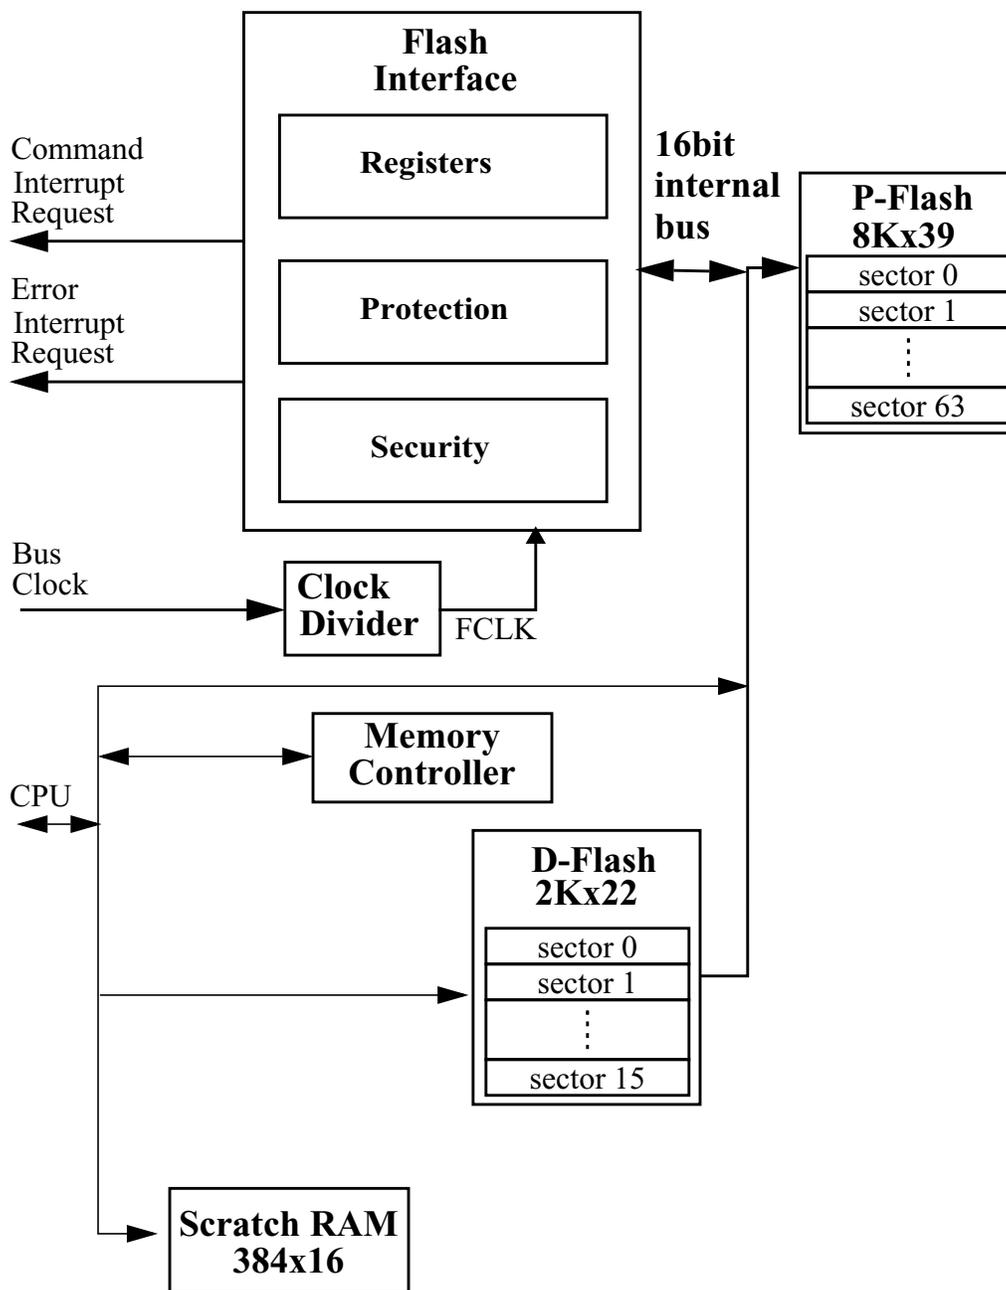 Flash
Interface
Registers
Protection
Security
Command
Interrupt
Request
Error
Interrupt
Request
16bit
internal
bus
P-Flash
8Kx39
sector 0
sector 1
sector 63
Bus
Clock
Clock
Divider
FCLK
Memory
Controller
CPU
D-Flash
2Kx22
sector 0
sector 1
sector 15
Scratch RAM
384x16